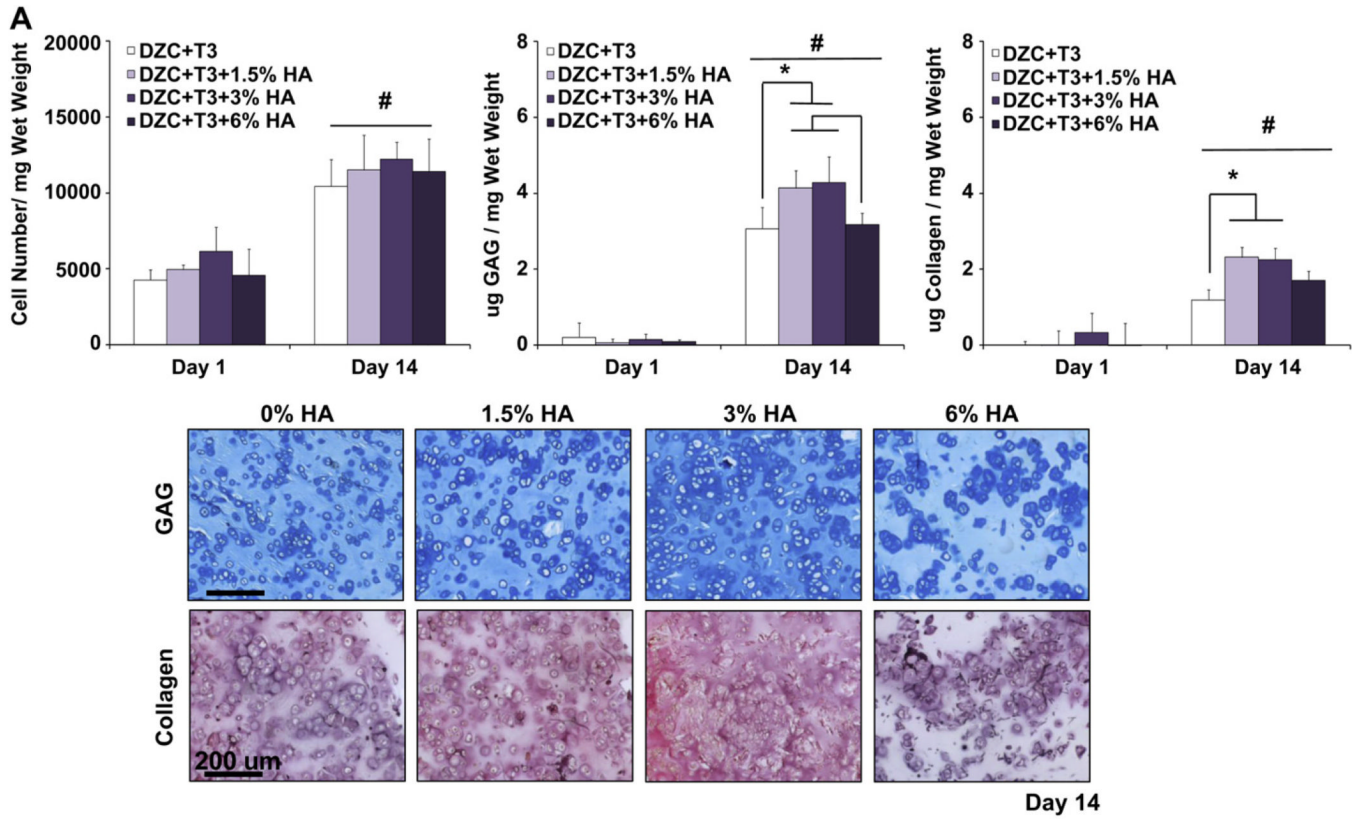 A
Cell Number/ mg Wet Weight
20000
15000
10000
5000
0
DZC+T3
DZC+T3+1.5% HA
DZC+T3+3% HA
DZC+T3+6% HA
#
Day 1
Day 14
ug GAG / mg Wet Weight
8
6
4
2
0
DZC+T3
DZC+T3+1.5% HA
DZC+T3+3% HA
DZC+T3+6% HA
#
*
Day 1
Day 14
ug Collagen / mg Wet Weight
8
6
4
2
0
DZC+T3
DZC+T3+1.5% HA
DZC+T3+3% HA
DZC+T3+6% HA
#
*
Day 1
Day 14
0% HA
1.5% HA
3% HA
6% HA
GAG
Collagen
200 um
Day 14